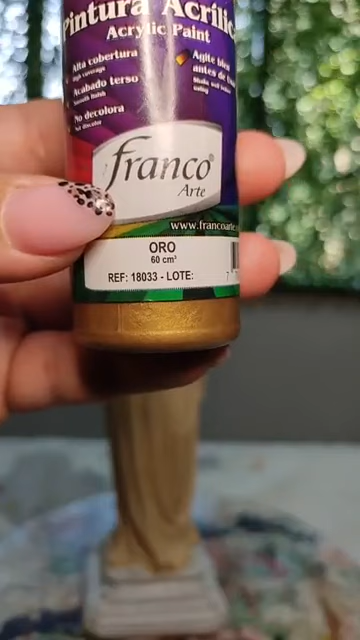 Pintura Acrílic
Acrylic Paint
Alta cobertura
High coverage
Acabado terso
Smooth finish
No decolora
Agite bien
antes de
franco®
Arte
www.francoarte
ORO
60 cm³
REF: 18033 - LOTE:
7